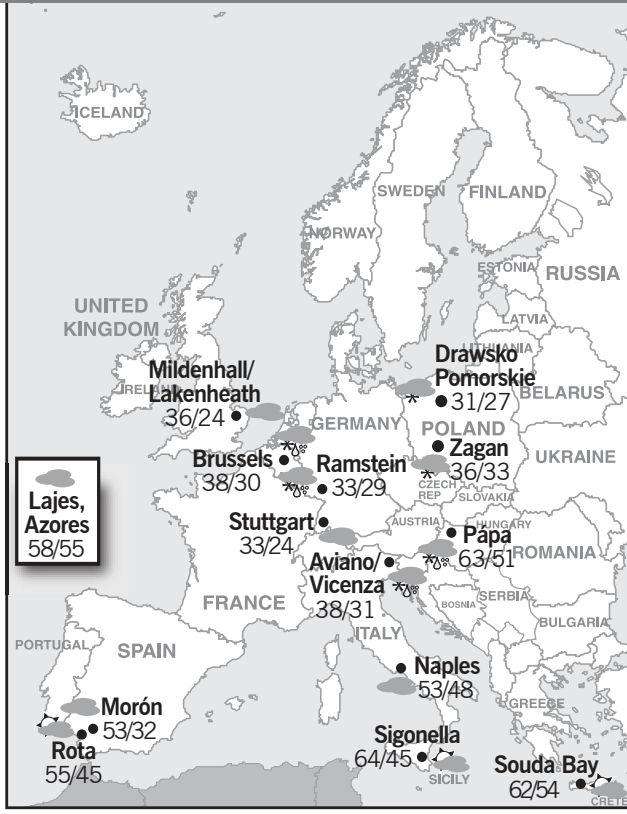 ICELAND
SWEDEN
FINLAND
NORWAY
ESTONIA
RUSSIA
LATVIA
LITHUANIA
UNITED
KINGDOM
IRELAND
Mildenhall/
Lakenheath
36/24
Drawsko
Pomorskie
31/27
BELARUS
GERMANY
POLAND
Zagan
36/33
UKRAINE
Brussels
38/30
Ramstein
33/29
CZECH
REP
SLOVAKIA
Lajes,
Azores
58/55
Stuttgart
33/24
AUSTRIA
HUNGARY
Pápa
63/51
ROMANIA
Aviano/
Vicenza
38/31
FRANCE
BOSNIA
SERBIA
BULGARIA
ITALY
PORTUGAL
SPAIN
Naples
53/48
GREECE
Morón
53/32
Rota
55/45
Sigonella
64/45
SICILY
Souda Bay
62/54
CRETE